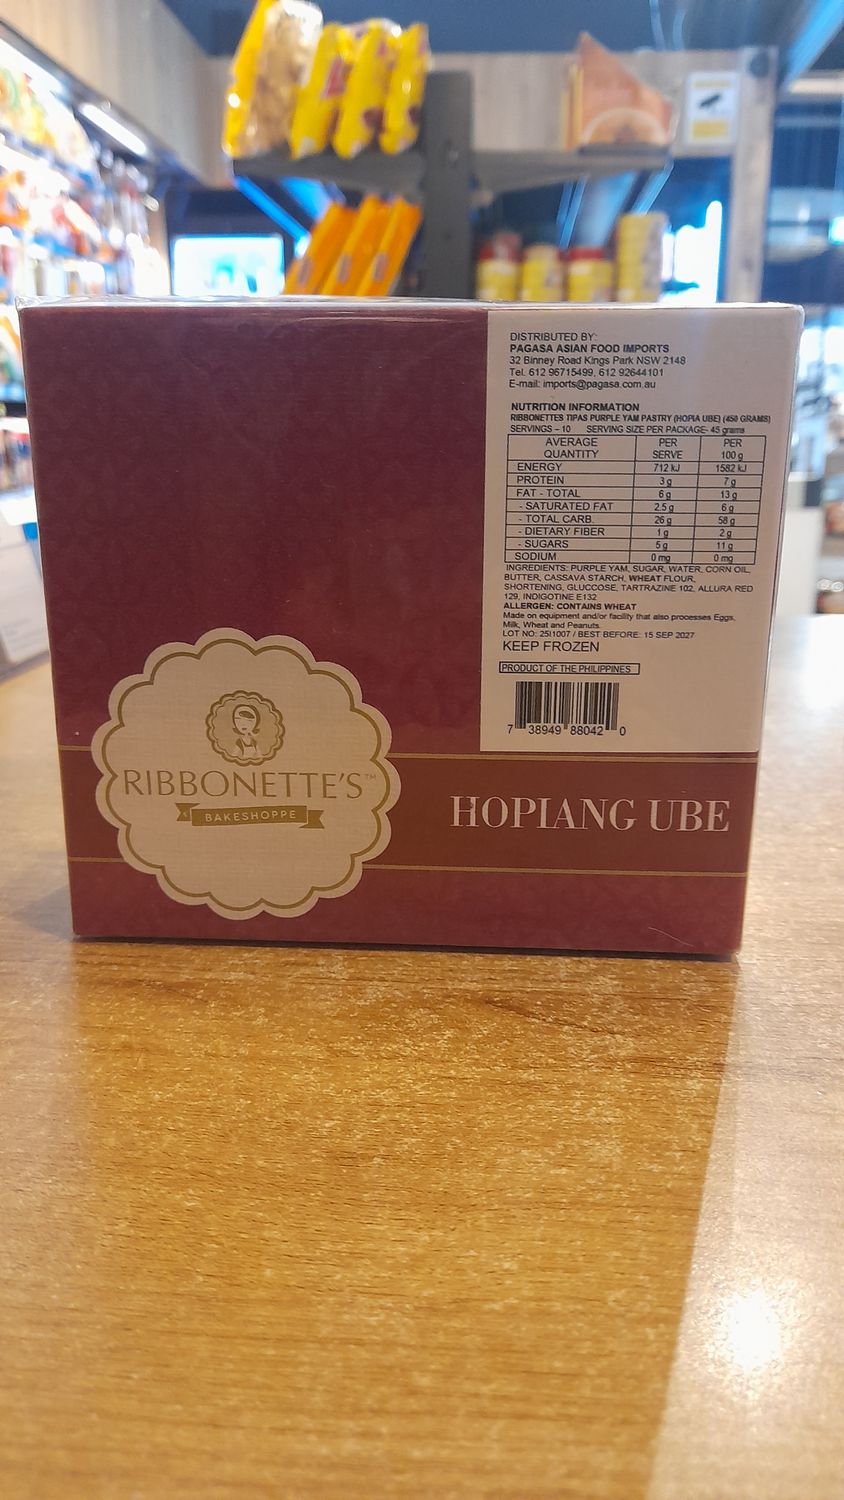 DISTRIBUTED BY:
PAGASA ASIAN FOOD IMPORTS
32 Binney Road Kings Park NSW 2148
Tel. 612 96715499, 612 92644101
E-mail: imports@pagasa.com.au
NUTRITION INFORMATION
RIBBONETTES TIPAS PURPLE YAM PASTRY (HOPIA UBE) (450 GRAMS)
SERVINGS – 10 SERVING SIZE PER PACKAGE- 45 grams
AVERAGE QUANTITY PER SERVE PER 100 g
ENERGY 712 kJ 1582 kJ
PROTEIN 3 g 7 g
FAT - TOTAL 6 g 13 g
- SATURATED FAT 2.5 g 6 g
- TOTAL CARB. 26 g 58 g
- DIETARY FIBER 1 g 2 g
- SUGARS 5 g 11 g
SODIUM 0 mg 0 mg
INGREDIENTS: PURPLE YAM, SUGAR, WATER, CORN OIL,
BUTTER, CASSAVA STARCH, WHEAT FLOUR,
SHORTENING, GLUCCOSE, TARTRAZINE 102, ALLURA RED
129, INDIGOTINE E132
ALLERGEN: CONTAINS WHEAT
Made on equipment and/or facility that also processes Eggs,
Milk, Wheat and Peanuts.
LOT NO: 2511007 / BEST BEFORE: 15 SEP 2027
KEEP FROZEN
PRODUCT OF THE PHILIPPINES
7 38949 88042 0
RIBBONETTE'S™
BAKESHOPPE
HOPIANG UBE